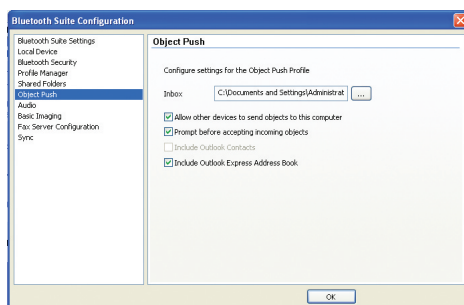 Bluetooth Suite Configuration
Bluetooth Suite Settings
Local Device
Bluetooth Security
Profile Manager
Shared Folders
Object Push
Audio
Basic Imaging
Fax Server Configuration
Sync
Object Push
Configure settings for the Object Push Profile
Inbox C:\Documents and Settings\Administrat ...
Allow other devices to send objects to this computer
Prompt before accepting incoming objects
Include Outlook Contacts
Include Outlook Express Address Book
OK